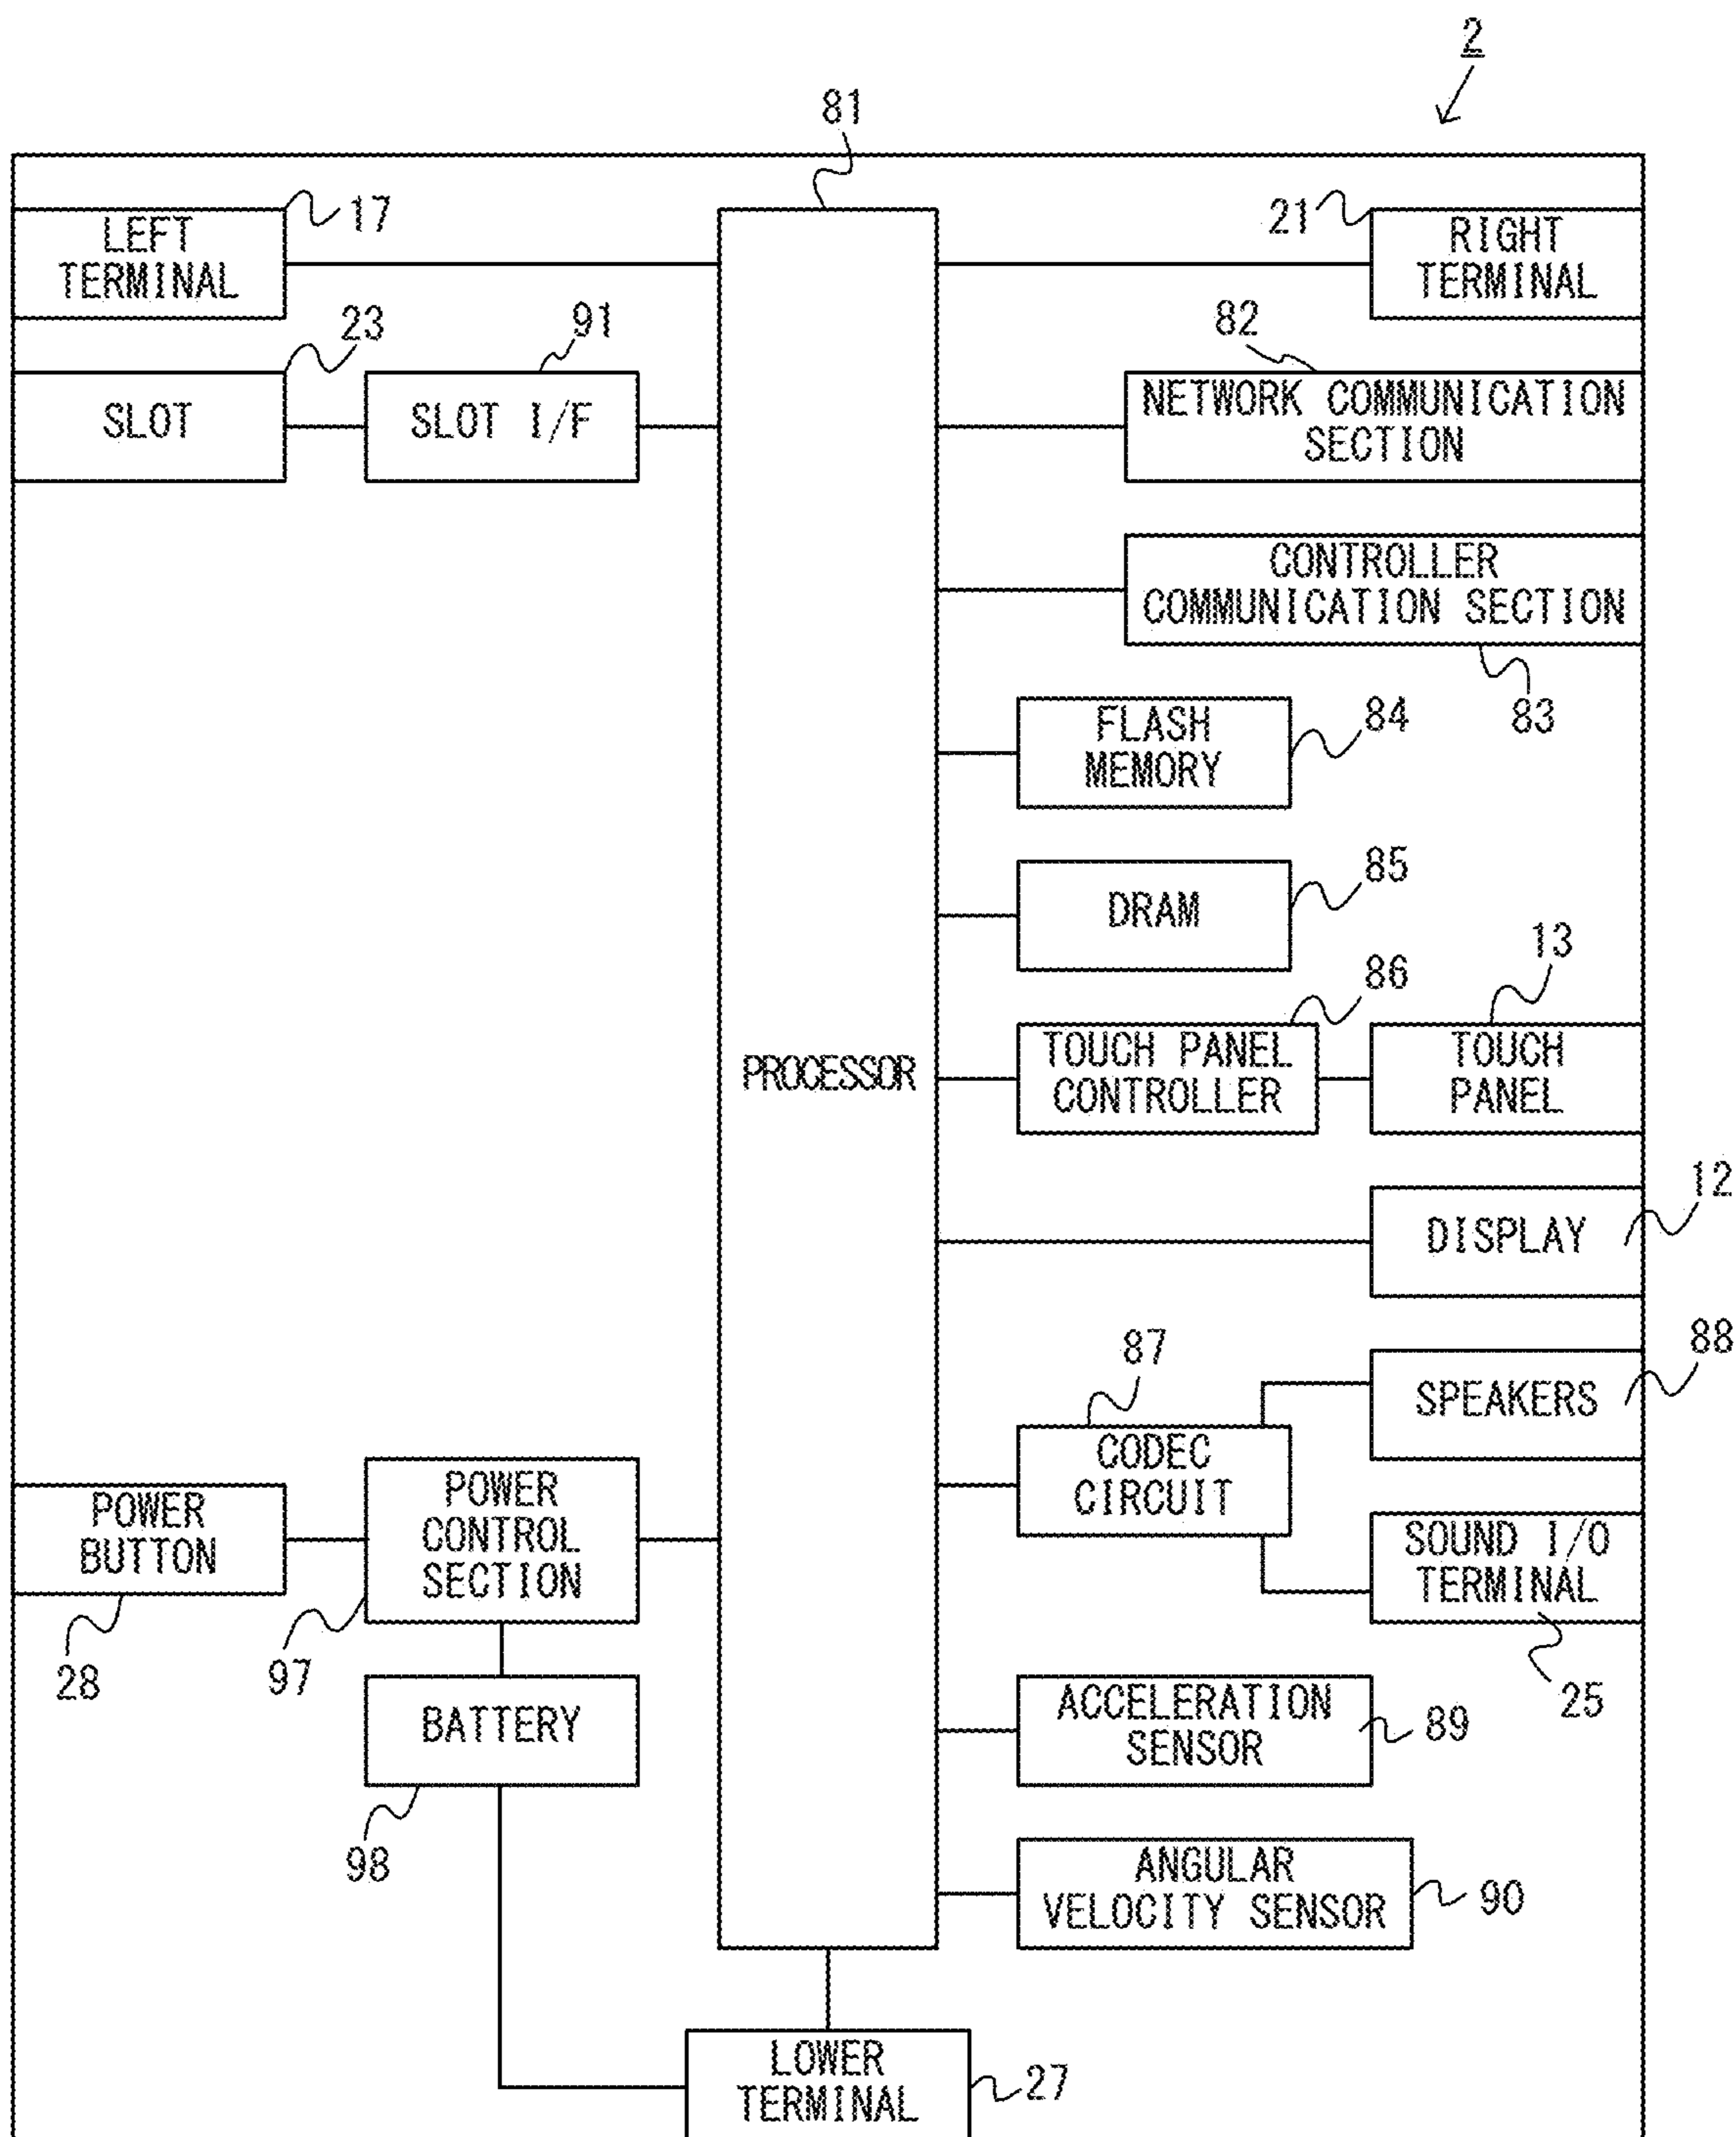 2
81
17
21
LEFT
TERMINAL
RIGHT
TERMINAL
23
91
82
SLOT
SLOT I/F
NETWORK COMMUNICATION
SECTION
CONTROLLER
COMMUNICATION SECTION
83
FLASH
MEMORY
84
DRAM
85
13
86
PROCESSOR
TOUCH PANEL
CONTROLLER
TOUCH
PANEL
12
DISPLAY
87
88
SPEAKERS
CODEC
CIRCUIT
POWER
BUTTON
POWER
CONTROL
SECTION
SOUND I/O
TERMINAL
28
97
25
BATTERY
ACCELERATION
SENSOR
89
98
ANGULAR
VELOCITY SENSOR
90
LOWER
TERMINAL
27